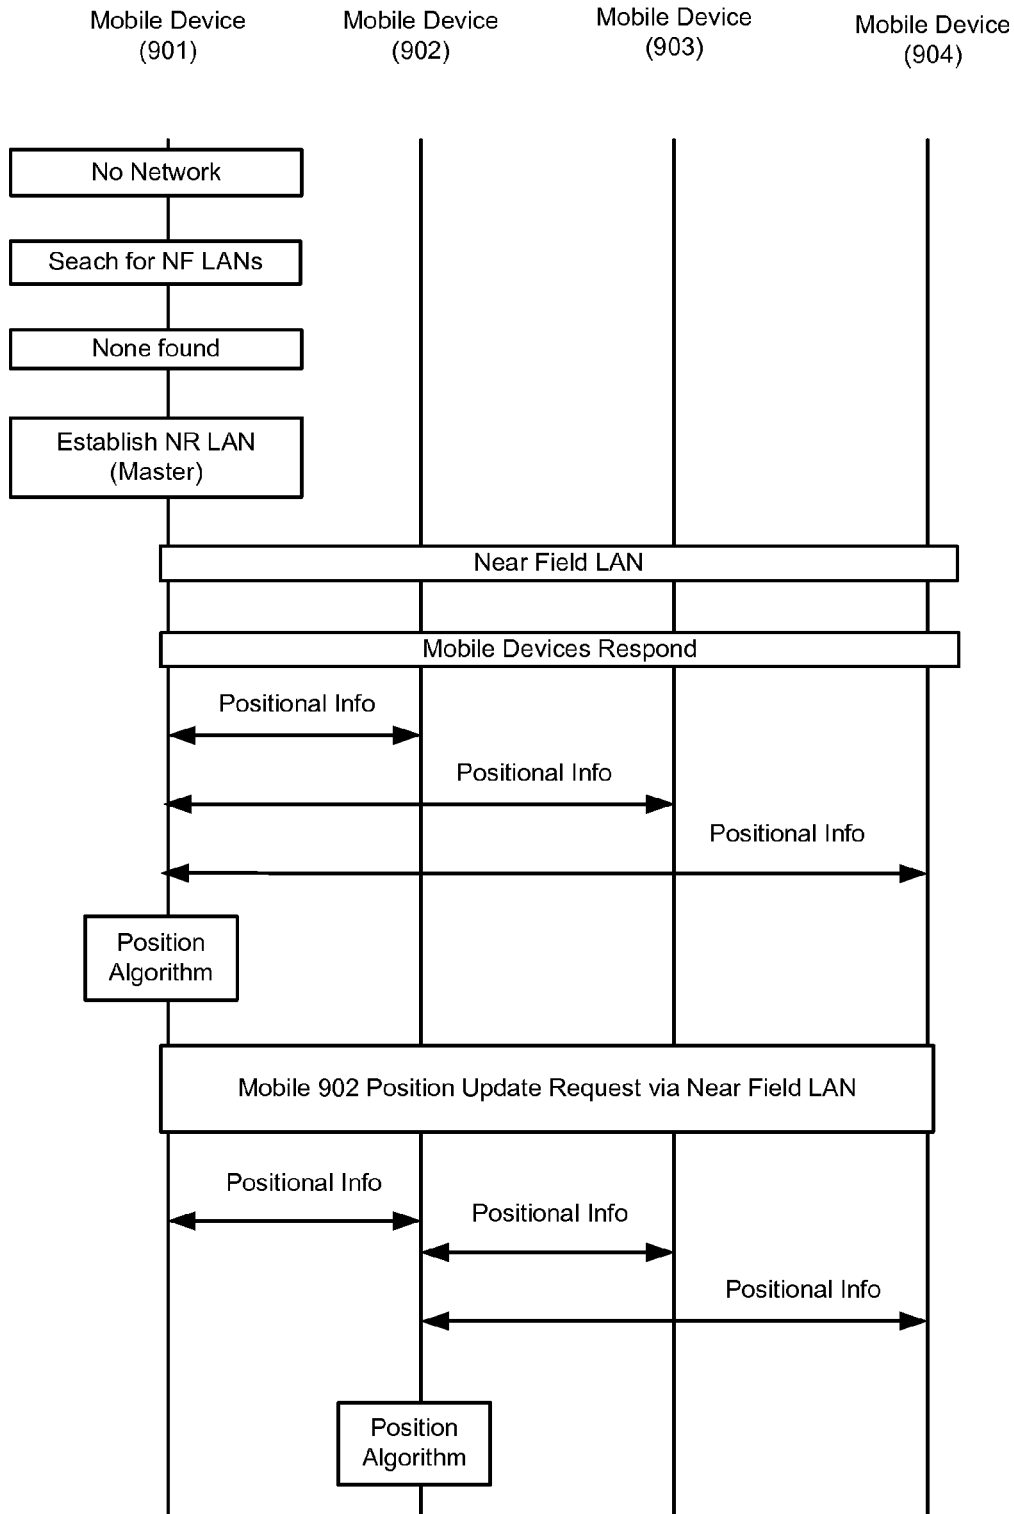 Mobile Device
(901)
Mobile Device
(902)
Mobile Device
(903)
Mobile Device
(904)
No Network
Seach for NF LANs
None found
Establish NR LAN
(Master)
Near Field LAN
Mobile Devices Respond
Positional Info
Positional Info
Positional Info
Position
Algorithm
Mobile 902 Position Update Request via Near Field LAN
Positional Info
Positional Info
Positional Info
Position
Algorithm